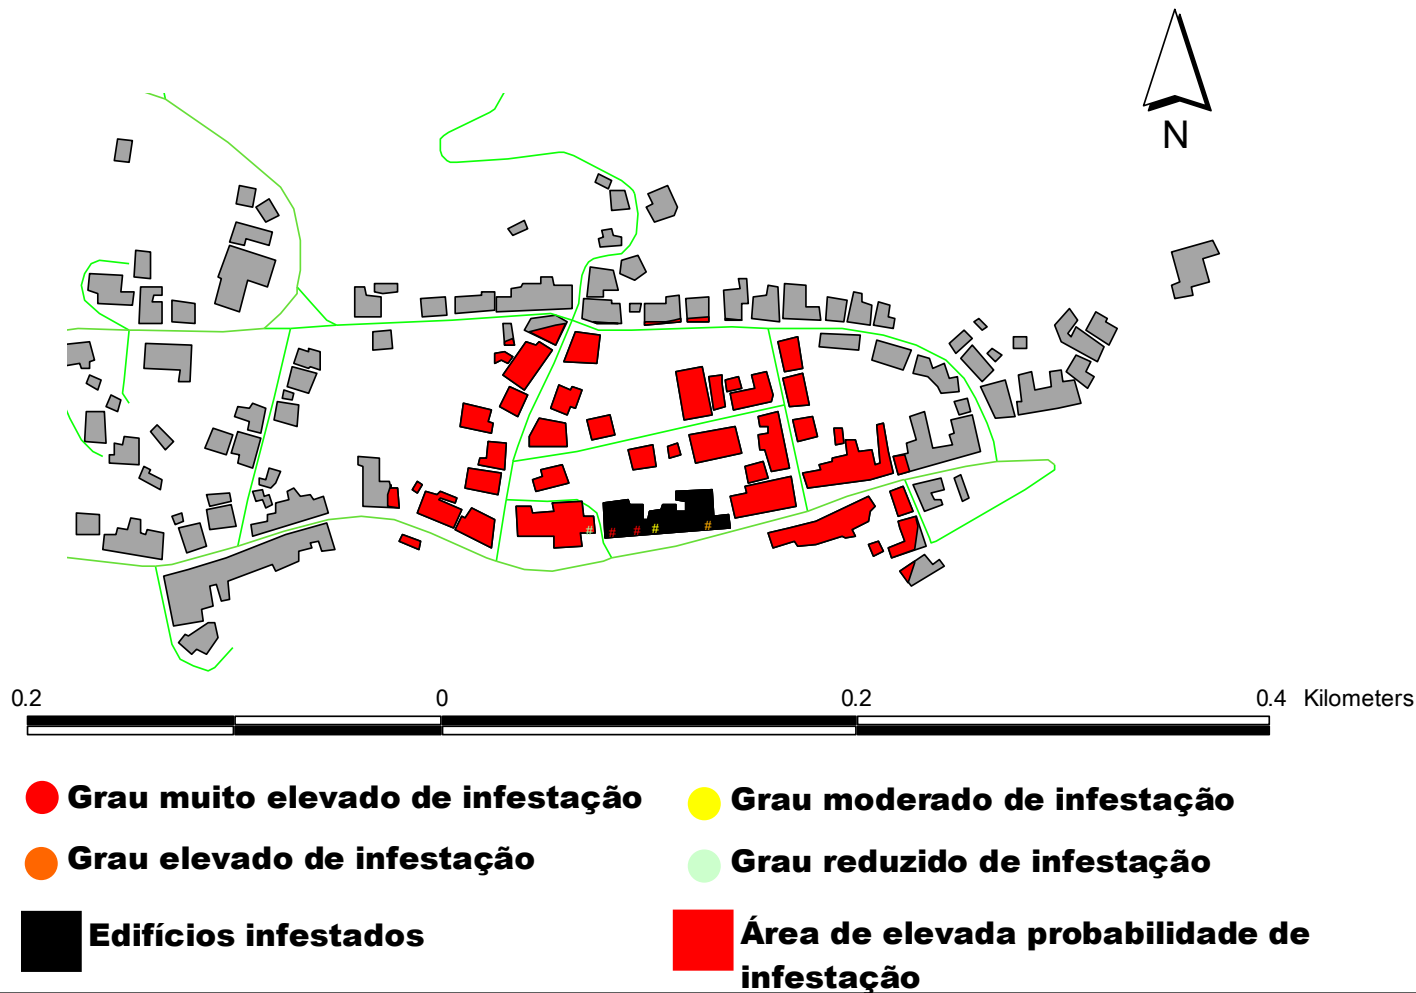 N
0.2 0 0.2 0.4 Kilometers
Grau muito elevado de infestação
Grau moderado de infestação
Grau elevado de infestação
Grau reduzido de infestação
Edifícios infestados
Área de elevada probabilidade de
infestação
# # # # #